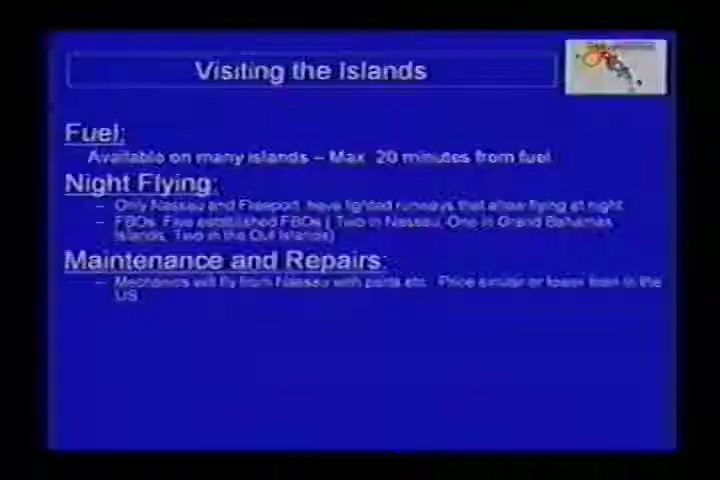 Visiting the Islands
Fuel:
Available on many islands – Max 20 minutes from fuel
Night Flying:
– Only Nassau and Freeport, have lighted runways that allow flying at night
– FBOs. Five established FBOs ( Two in Nassau, One in Grand Bahamas
Islands, Two in the Out Islands)
Maintenance and Repairs:
– Mechanics will fly from Nassau with parts etc. Price similar or lower than in the
US